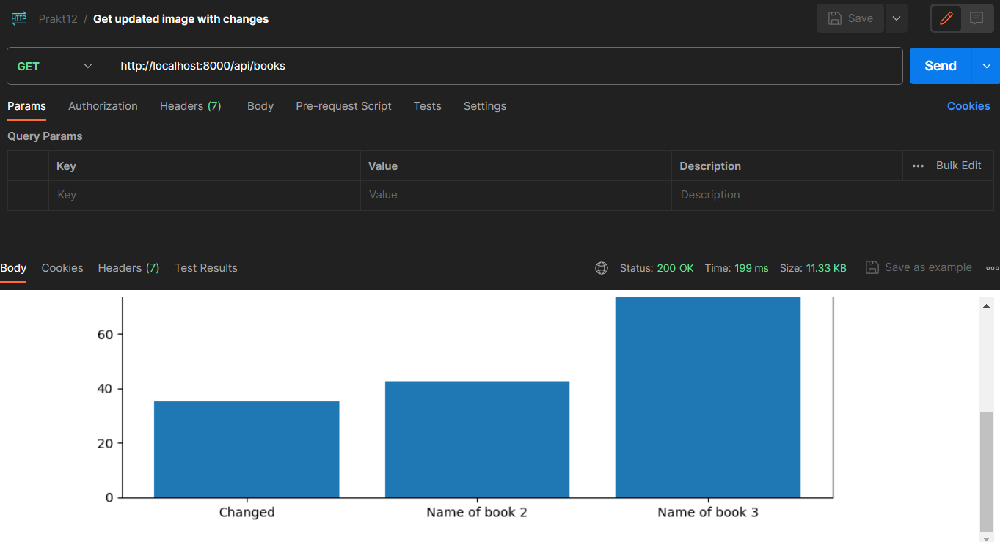 HTTP Prakt12 / Get updated image with changes Save
GET http://localhost:8000/api/books Send
Params Authorization Headers (7) Body Pre-request Script Tests Settings Cookies
Query Params
Key Value Description Bulk Edit
Key Value Description
Body Cookies Headers (7) Test Results Status: 200 OK Time: 199 ms Size: 11.33 KB Save as example
60
40
20
0
Changed Name of book 2 Name of book 3